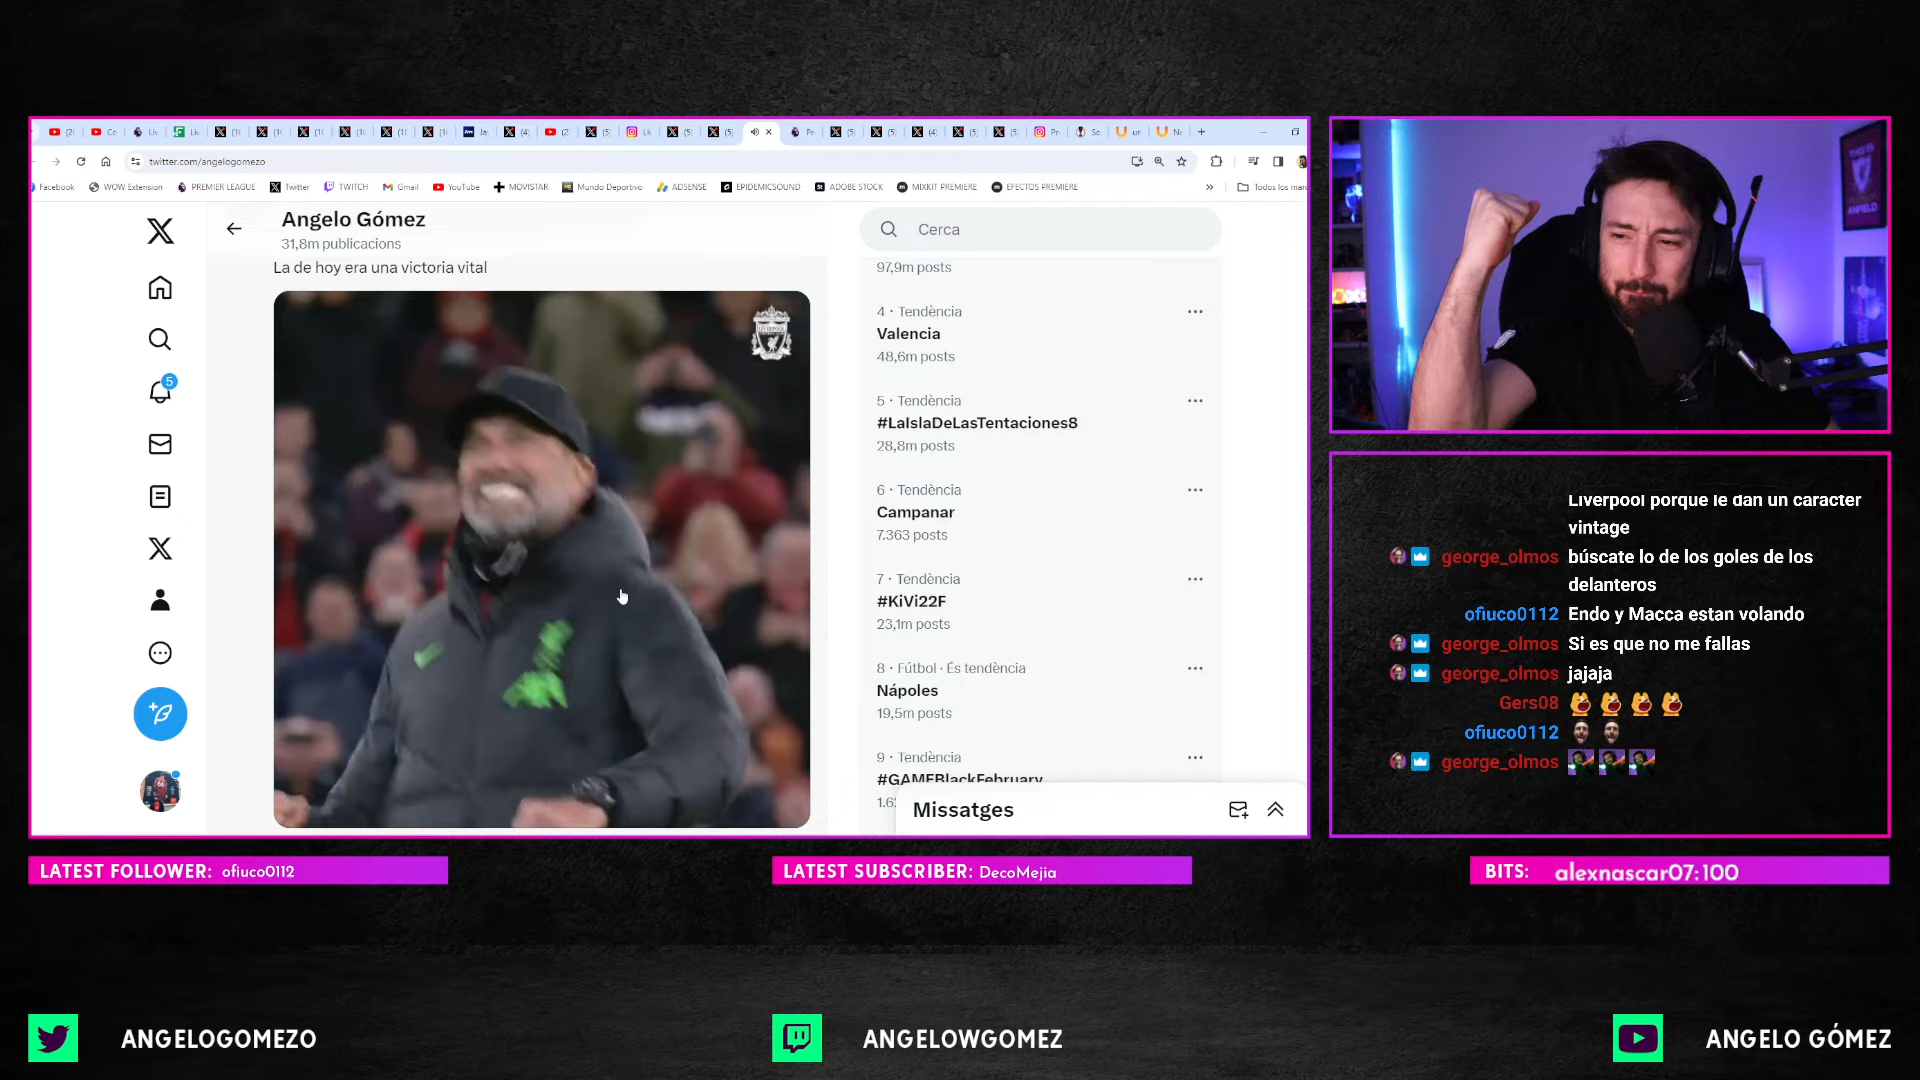 twitter.com/angelogomezo
Facebook
WOW Extension
PREMIER LEAGUE
Twitter
TWITCH
Gmail
YouTube
MOVISTAR
Mundo Deportivo
ADSENSE
EPIDEMICSOUND
ADOBE STOCK
MIXKIT PREMIERE
EFECTOS PREMIERE
Angelo Gómez
31,8m publicacions
La de hoy era una victoria vital
5
Cerca
97,9m posts
4 · Tendència
Valencia
48,6m posts
5 · Tendència
#LaIslaDeLasTentaciones8
28,8m posts
6 · Tendència
Campanar
7.363 posts
7 · Tendència
#KiVi22F
23,1m posts
8 · Fútbol · És tendència
Nápoles
19,5m posts
9 · Tendència
#GAMEBlackFebruary
Missatges
Liverpool porque le dan un caracter
vintage
george_olmos búscate lo de los goles de los
delanteros
ofiuco0112 Endo y Macca estan volando
george_olmos Si es que no me fallas
george_olmos jajaja
Gers08
ofiuco0112
george_olmos
LATEST FOLLOWER: ofiuco0112
LATEST SUBSCRIBER: DecoMejia
BITS: alexnascar07:100
ANGELOGOMEZO
ANGELOWGOMEZ
ANGELO GÓMEZ